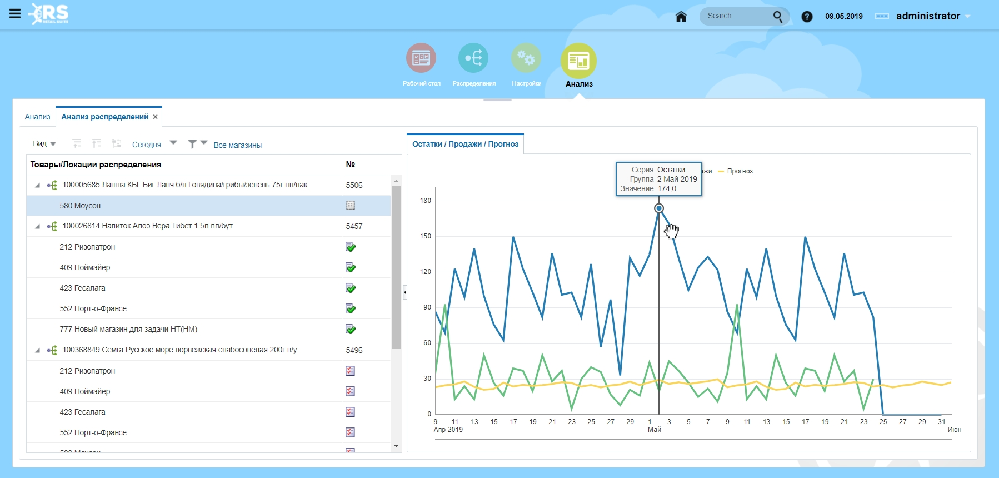 RS
RETAIL SUITE
Search
09.05.2019
administrator
Рабочий стол
Распределения
Настройки
Анализ
Анализ
Анализ распределений
Вид
Сегодня
Все магазины
Товары/Локации распределения
№
100005685 Лапша КБГ Биг Ланч б/п Говядина/грибы/зелень 75г пл/пак
5506
580 Моусон
100026814 Напиток Алоэ Вера Тибет 1.5л пл/бут
5457
212 Ризопатрон
409 Ноймайер
423 Гесалага
552 Порт-о-Франсе
777 Новый магазин для задачи НТ(НМ)
100368849 Семга Русское море норвежская слабосоленая 200г в/у
5496
212 Ризопатрон
409 Ноймайер
423 Гесалага
552 Порт-о-Франсе
580 Моусон
Остатки / Продажи / Прогноз
Серия Остатки
Группа 2 Май 2019
Значение 174,0
жи
Прогноз
180
150
120
90
60
30
0
9 11 13 15 17 19 21 23 25 27 29 1 3 5 7 9 11 13 15 17 19 21 23 25 27 29 31
Апр 2019 Май Июн